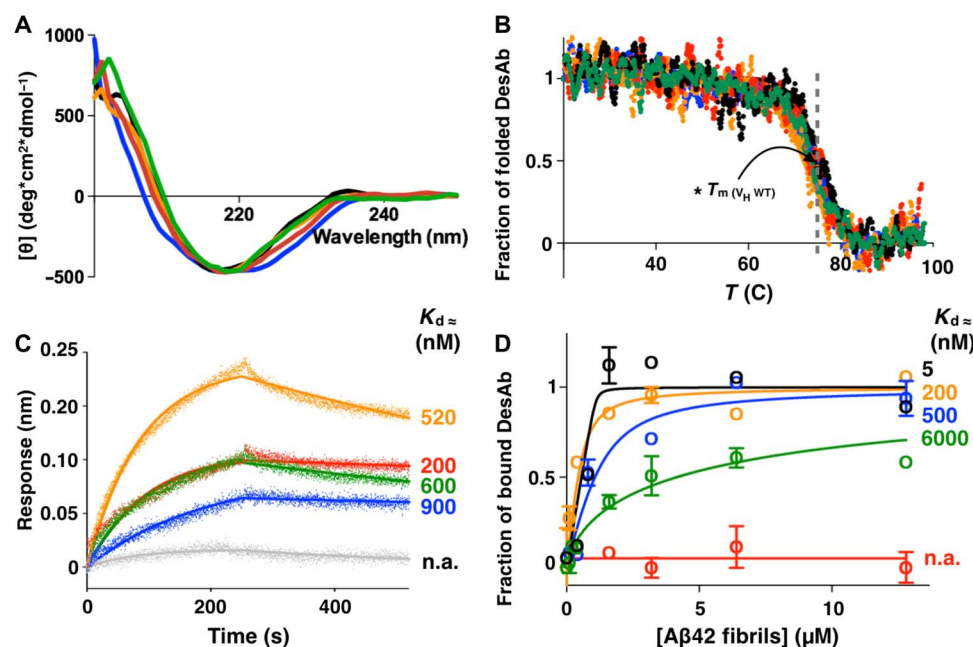 A
1000
500
0
−500
220
240
Wavelength (nm)
[θ] (deg*cm²*dmol⁻¹)
B
1
0.5
0
40
60
80
100
* Tm (VH WT)
T (C)
Fraction of folded DesAb
C
Kd ≈
(nM)
0.25
0.20
0.10
0.05
0
520
200
600
900
n.a.
0
200
400
Time (s)
Response (nm)
D
Kd ≈
(nM)
1
0.5
0
5
200
500
6000
n.a.
0
5
10
[Aβ42 fibrils] (μM)
Fraction of bound DesAb